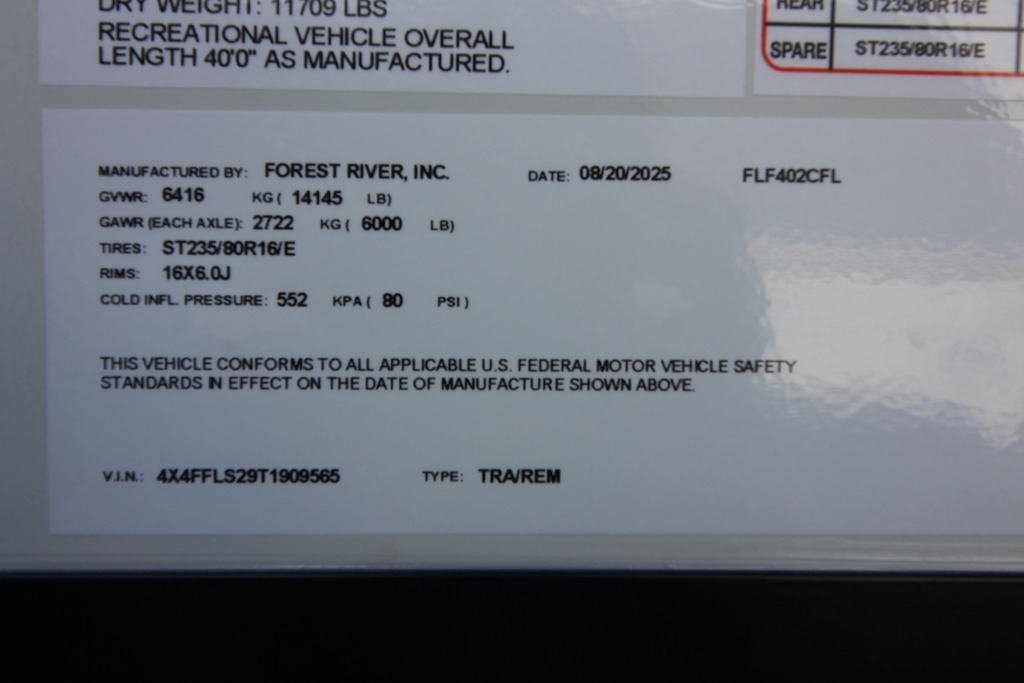 DRY WEIGHT: 11709 LBS
RECREATIONAL VEHICLE OVERALL
LENGTH 40'0" AS MANUFACTURED.
REAR ST235/80R16/E
SPARE ST235/80R16/E
MANUFACTURED BY: FOREST RIVER, INC. DATE: 08/20/2025 FLF402CFL
GVWR: 6416 KG ( 14145 LB)
GAWR (EACH AXLE): 2722 KG ( 6000 LB)
TIRES: ST235/80R16/E
RIMS: 16X6.0J
COLD INFL. PRESSURE: 552 KPA ( 80 PSI )
THIS VEHICLE CONFORMS TO ALL APPLICABLE U.S. FEDERAL MOTOR VEHICLE SAFETY
STANDARDS IN EFFECT ON THE DATE OF MANUFACTURE SHOWN ABOVE.
V.I.N.: 4X4FFLS29T1909565 TYPE: TRA/REM